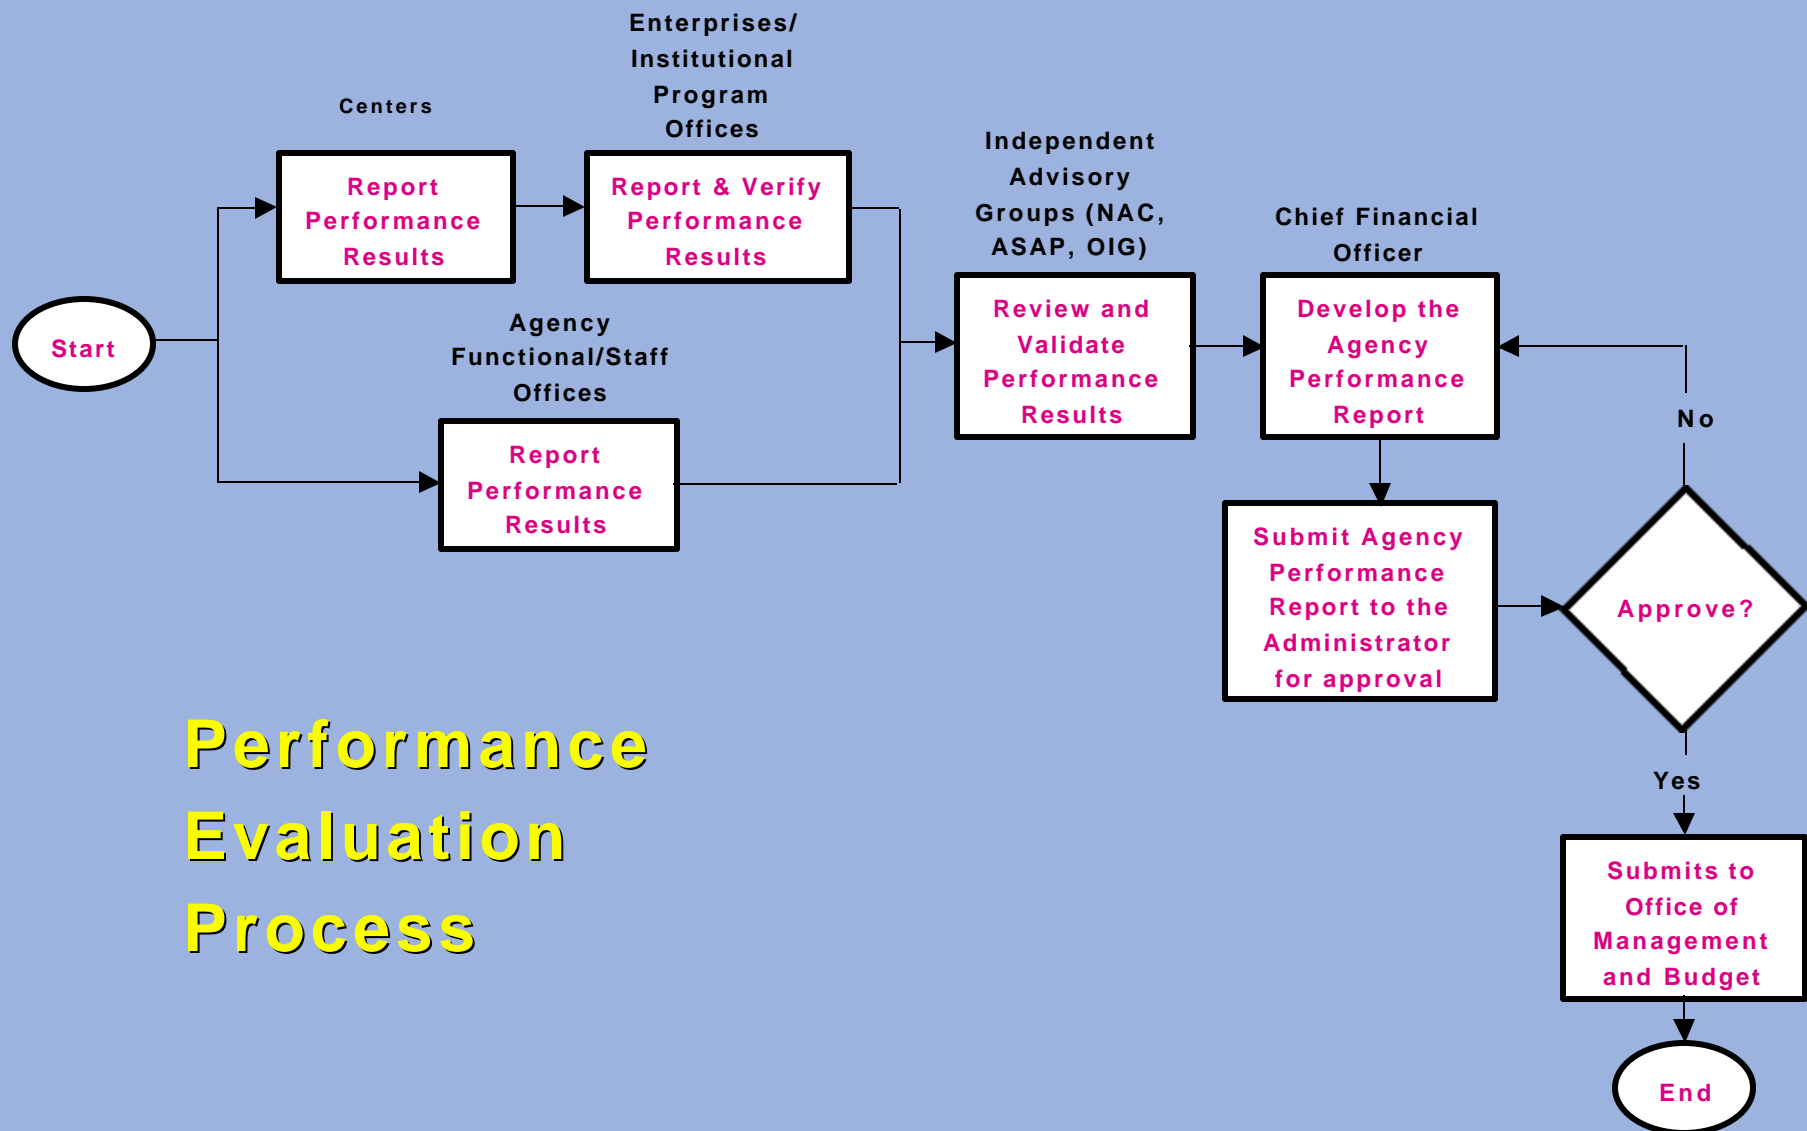 Enterprises/
Institutional
Program
Offices
Centers
Report
Performance
Results
Report & Verify
Performance
Results
Independent
Advisory
Groups (NAC,
ASAP, OIG)
Chief Financial
Officer
Start
Agency
Functional/Staff
Offices
Review and
Validate
Performance
Results
Develop the
Agency
Performance
Report
No
Report
Performance
Results
Submit Agency
Performance
Report to the
Administrator
for approval
Approve?
Yes
Performance
Evaluation
Process
Submits to
Office of
Management
and Budget
End